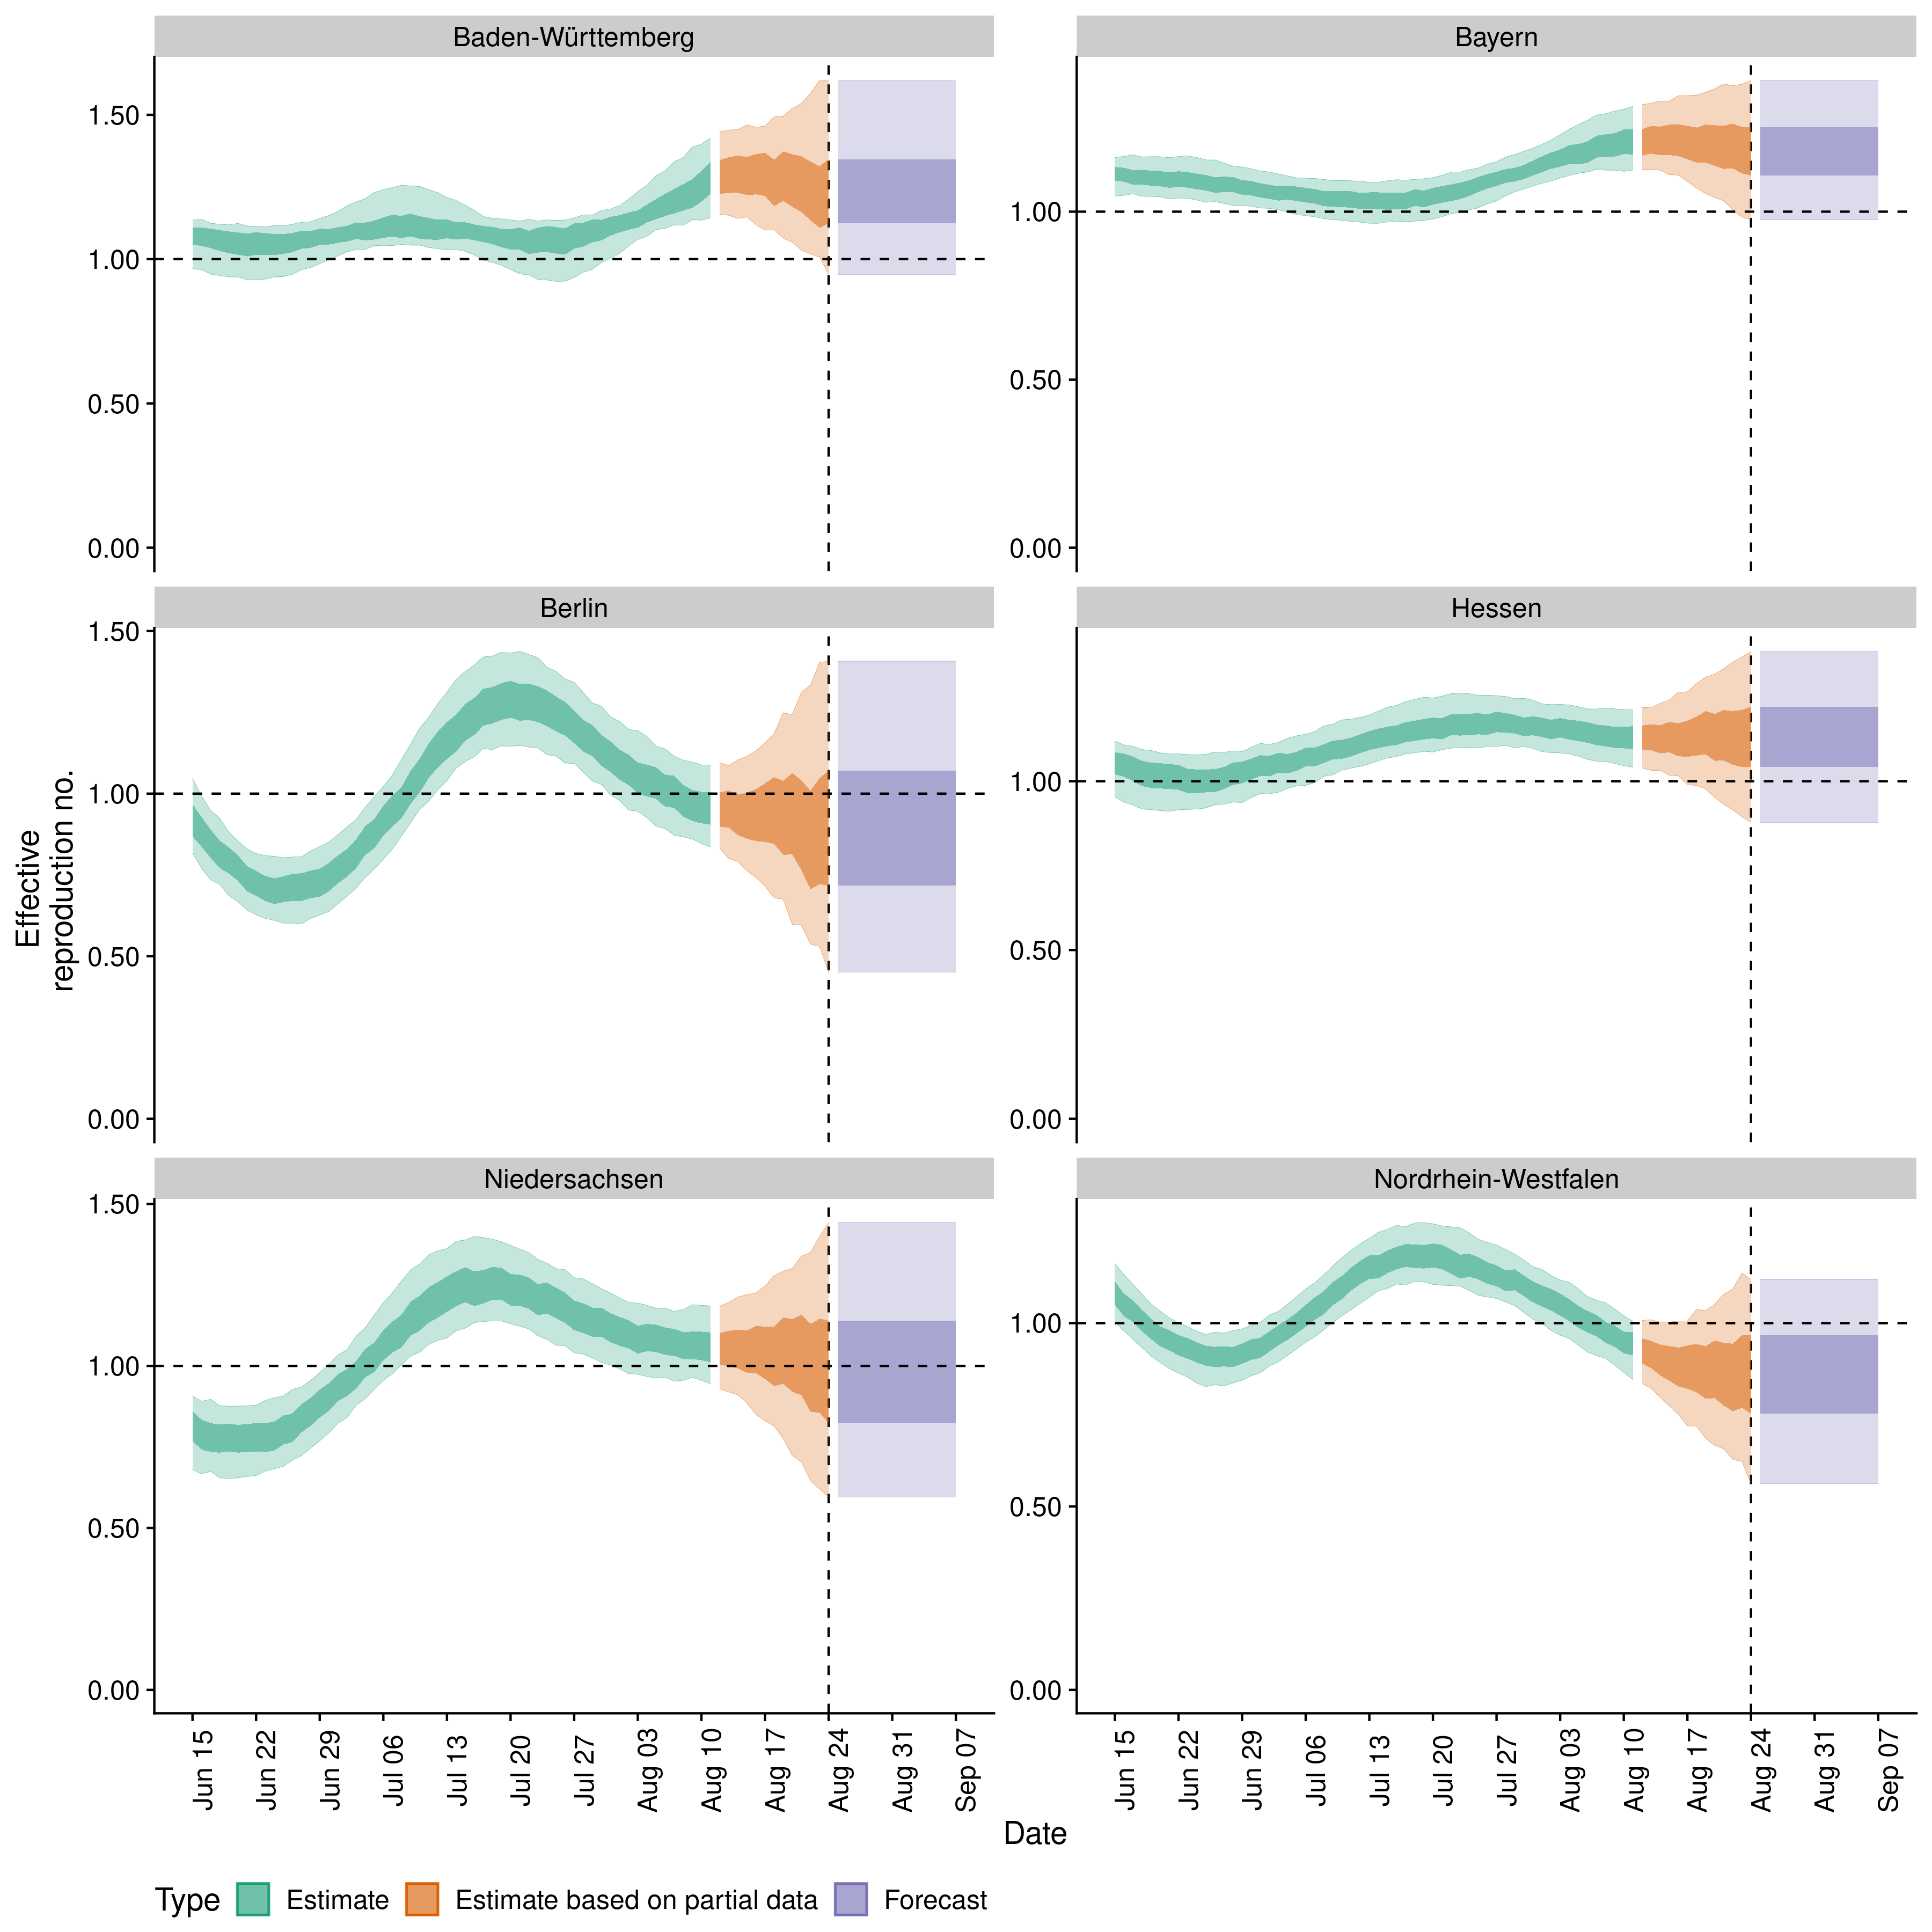 Baden-Württemberg
Bayern
1.50
1.00
0.50
0.00
1.00
0.50
0.00
Berlin
Hessen
1.50
1.00
0.50
0.00
1.00
0.50
0.00
Niedersachsen
Nordrhein-Westfalen
1.50
1.00
0.50
0.00
1.00
0.50
0.00
Effective
reproduction no.
Jun 15
Jun 22
Jun 29
Jul 06
Jul 13
Jul 20
Jul 27
Aug 03
Aug 10
Aug 17
Aug 24
Aug 31
Sep 07
Jun 15
Jun 22
Jun 29
Jul 06
Jul 13
Jul 20
Jul 27
Aug 03
Aug 10
Aug 17
Aug 24
Aug 31
Sep 07
Date
Type Estimate Estimate based on partial data Forecast